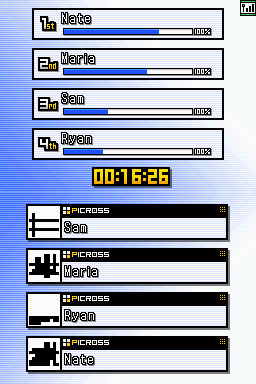 1st Nate
100%
2nd Maria
100%
3rd Sam
100%
4th Ryan
100%
00:16:26
PICROSS
Sam
PICROSS
Maria
PICROSS
Ryan
PICROSS
Nate